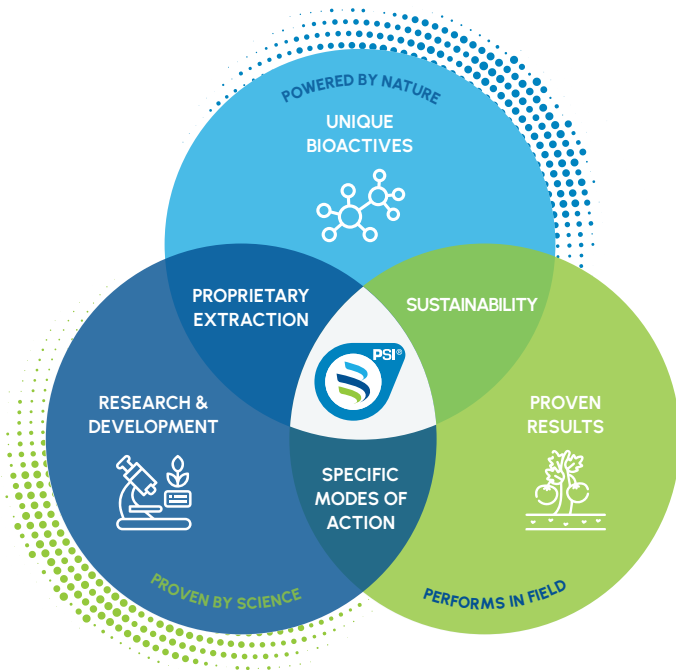 POWERED BY NATURE
UNIQUE
BIOACTIVES
PROPRIETARY
EXTRACTION
SUSTAINABILITY
PSI®
RESEARCH &
DEVELOPMENT
PROVEN
RESULTS
SPECIFIC
MODES OF
ACTION
PROVEN BY SCIENCE
PERFORMS IN FIELD